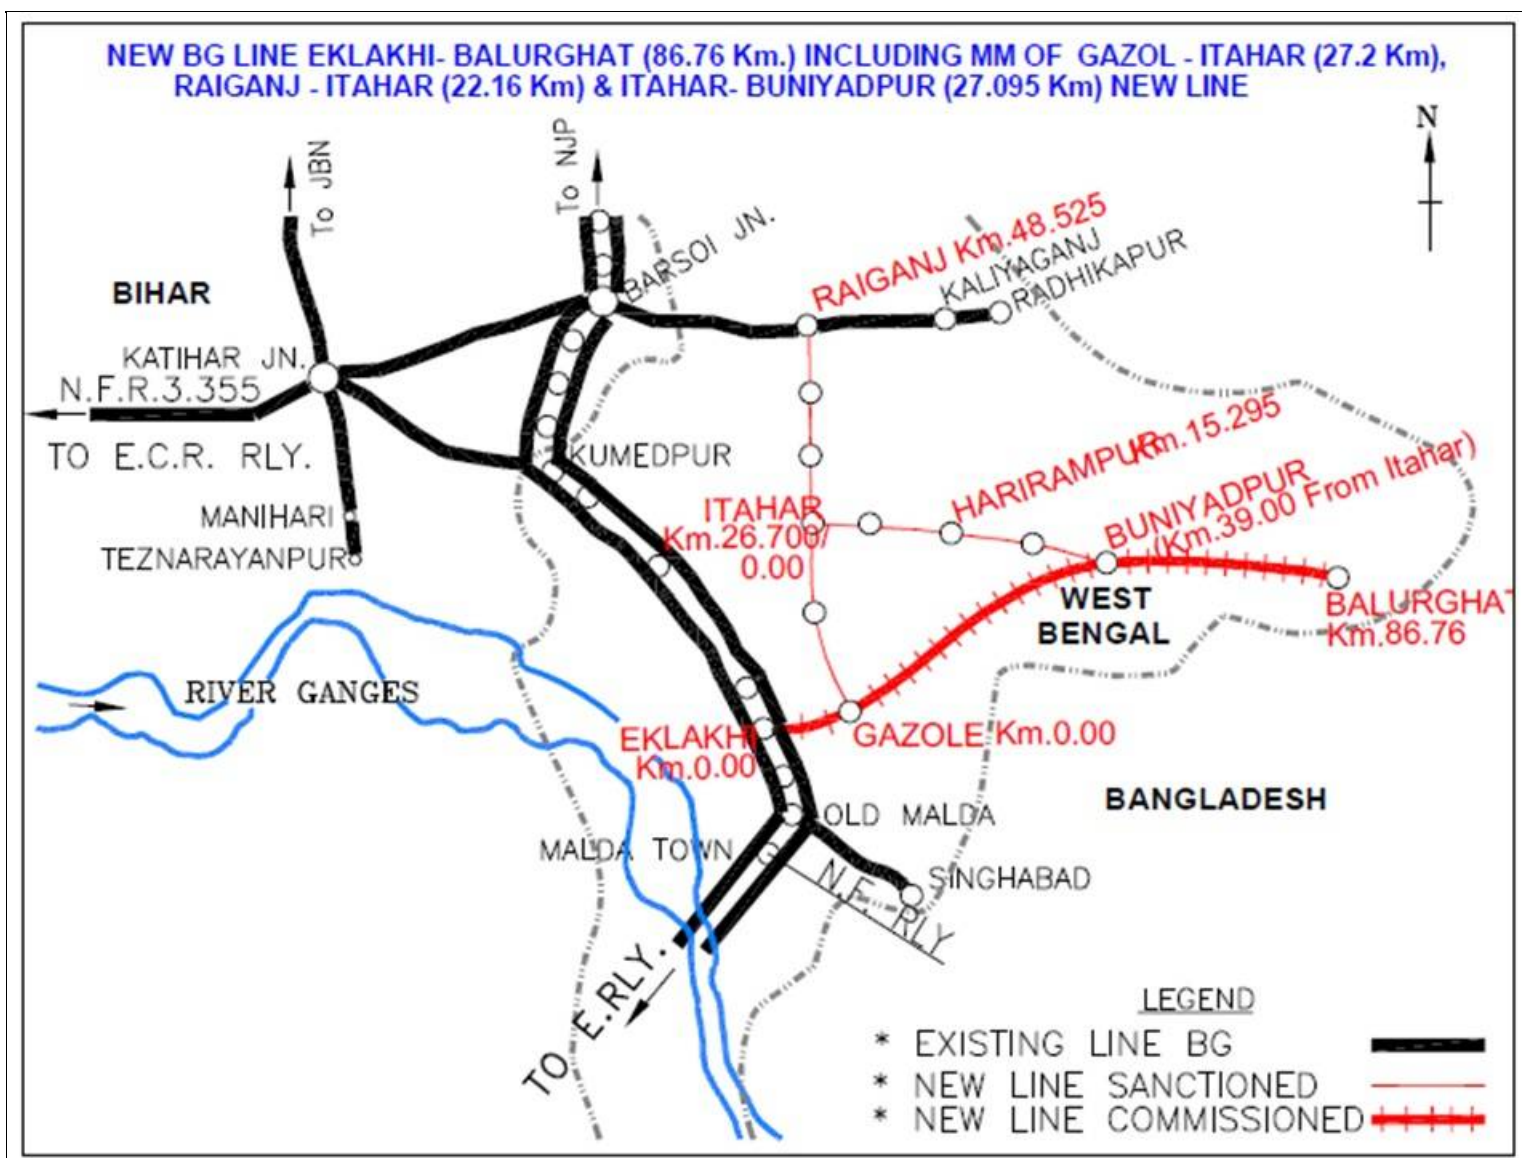 NEW BG LINE EKLAKHI- BALURGHAT (86.76 Km.) INCLUDING MM OF GAZOL - ITAHAR (27.2 Km),
RAIGANJ - ITAHAR (22.16 Km) & ITAHAR- BUNIYADPUR (27.095 Km) NEW LINE
N
To JBN
To NJP
BARSOI JN.
RAIGANJ Km.48.525
KALIYAGANJ
RADHIKAPUR
BIHAR
KATIHAR JN.
N.F.R.3.355
TO E.C.R. RLY.
KUMEDPUR
MANIHARI
TEZNARAYANPUR
ITAHAR
Km.26.700/
0.00
HARIRAMPUR Km.15.295
BUNIYADPUR
(Km.39.00 From Itahar)
WEST
BENGAL
BALURGHAT
Km.86.76
RIVER GANGES
EKLAKHI
Km.0.00
GAZOLE Km.0.00
BANGLADESH
OLD MALDA
MALDA TOWN
SINGHABAD
N.F. RLY
TO E.RLY.
LEGEND
* EXISTING LINE BG
* NEW LINE SANCTIONED
* NEW LINE COMMISSIONED